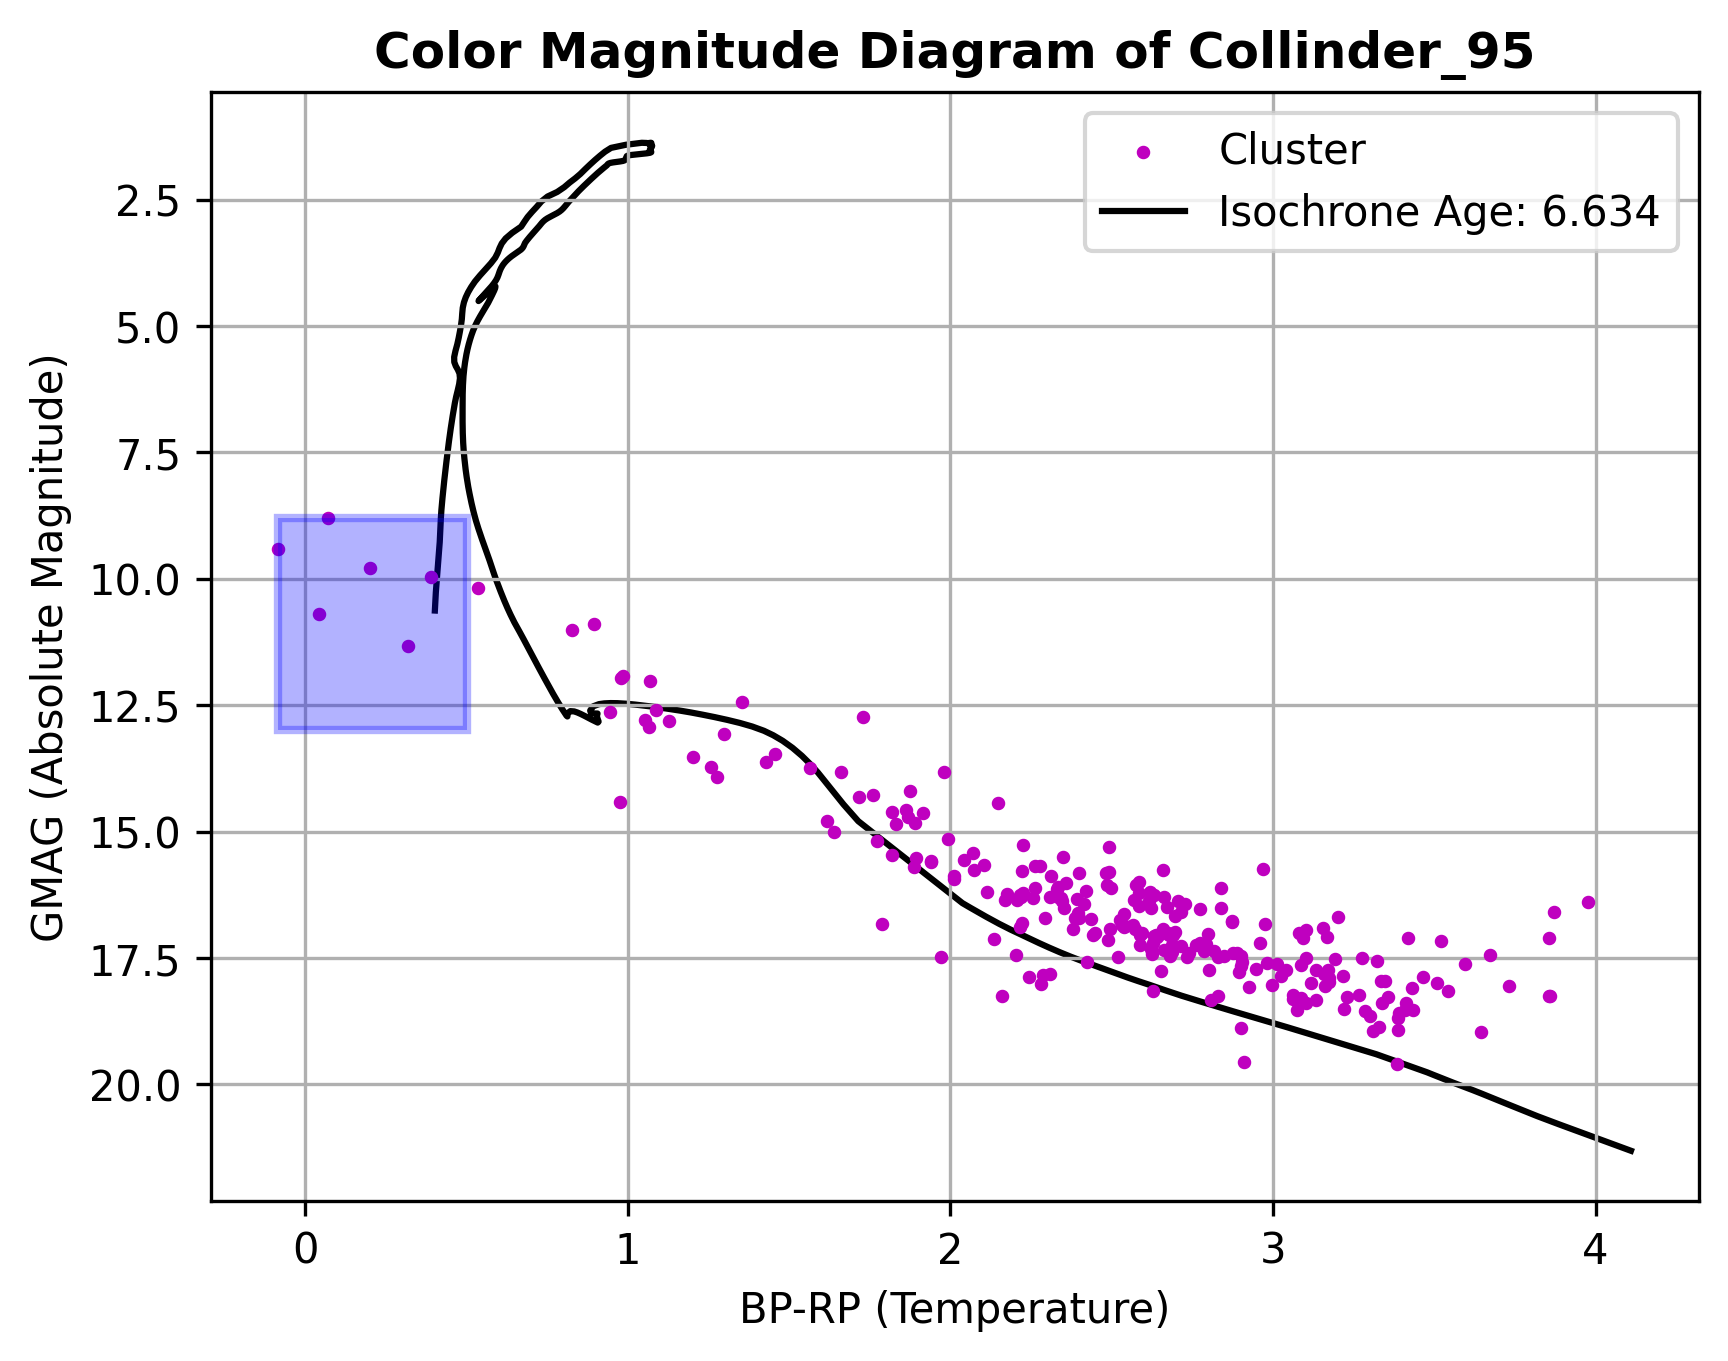 Color Magnitude Diagram of Collinder_95
Cluster
Isochrone Age: 6.634
GMAG (Absolute Magnitude)
2.5
5.0
7.5
10.0
12.5
15.0
17.5
20.0
0 1 2 3 4
BP-RP (Temperature)